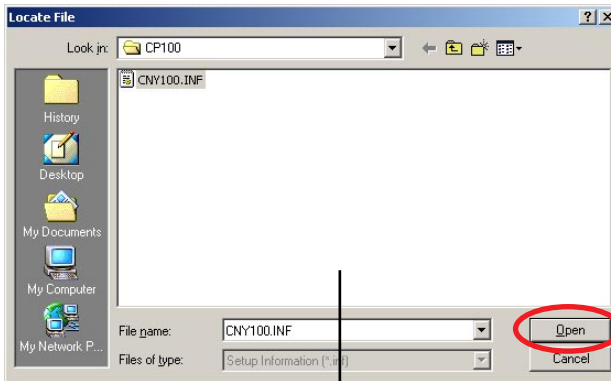 Locate File
Look in: CP100
CNY100.INF
History
Desktop
My Documents
My Computer
My Network P...
File name: CNY100.INF Open
Files of type: Setup Information (*.inf) Cancel